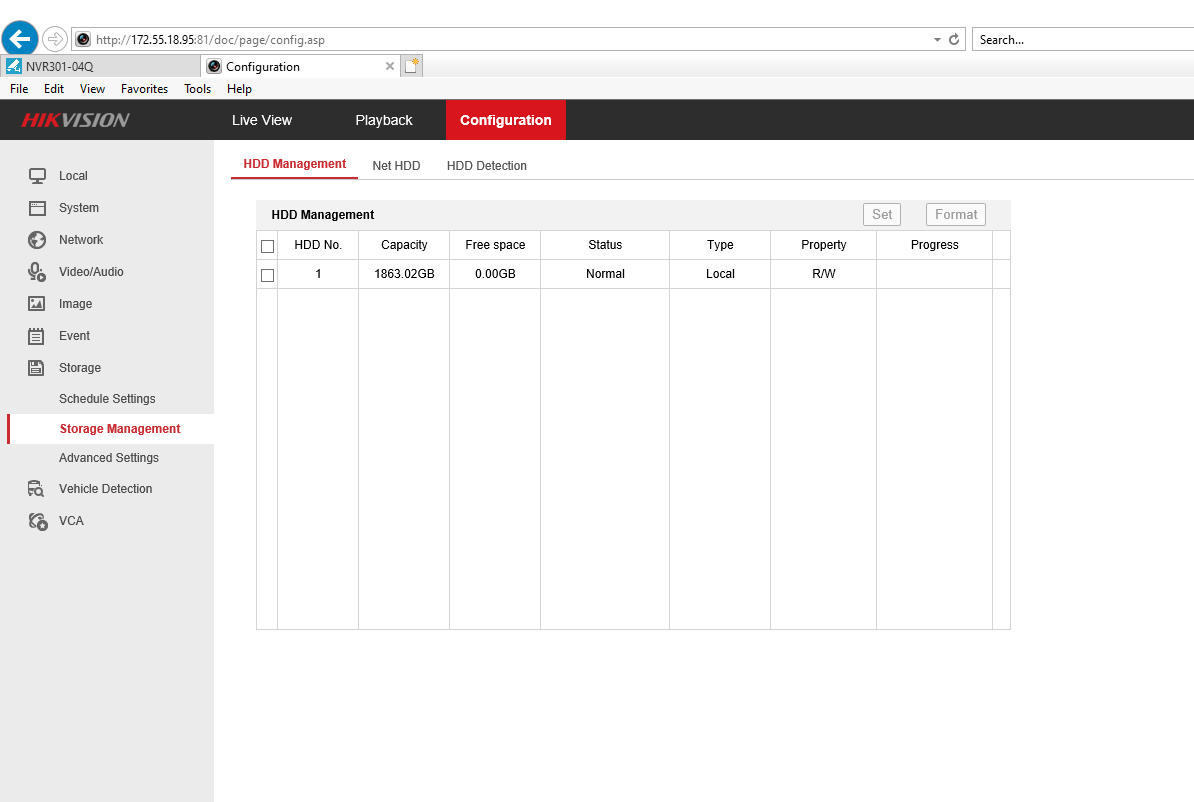 http://172.55.18.95:81/doc/page/config.asp
Search...
NVR301-04Q
Configuration
File Edit View Favorites Tools Help
HIKVISION
Live View Playback Configuration
Local
System
Network
Video/Audio
Image
Event
Storage
Schedule Settings
Storage Management
Advanced Settings
Vehicle Detection
VCA
HDD Management Net HDD HDD Detection
HDD Management Set Format
HDD No. Capacity Free space Status Type Property Progress
1 1863.02GB 0.00GB Normal Local R/W